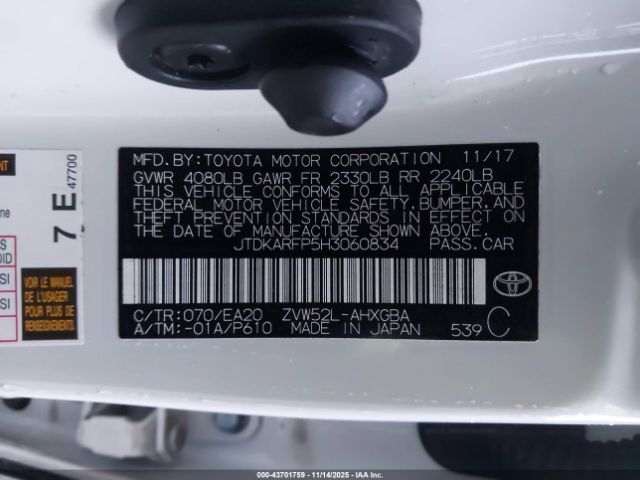 MFD. BY: TOYOTA MOTOR CORPORATION 11/17
GVWR 4080LB GAWR FR 2330LB RR 2240LB
THIS VEHICLE CONFORMS TO ALL APPLICABLE
FEDERAL MOTOR VEHICLE SAFETY, BUMPER, AND
THEFT PREVENTION STANDARDS IN EFFECT ON
THE DATE OF MANUFACTURE SHOWN ABOVE.
JTDKARFP5H3060834 PASS. CAR
C/TR: 070/EA20 ZVW52L-AHXGBA
A/TM: -01A/P610 MADE IN JAPAN 539 C
7 E 47700
VOIR LE MANUEL
DE L'USAGER
POUR PLUS DE
RENSEIGNEMENTS
000-43701759 - 11/14/2025 - IAA Inc.